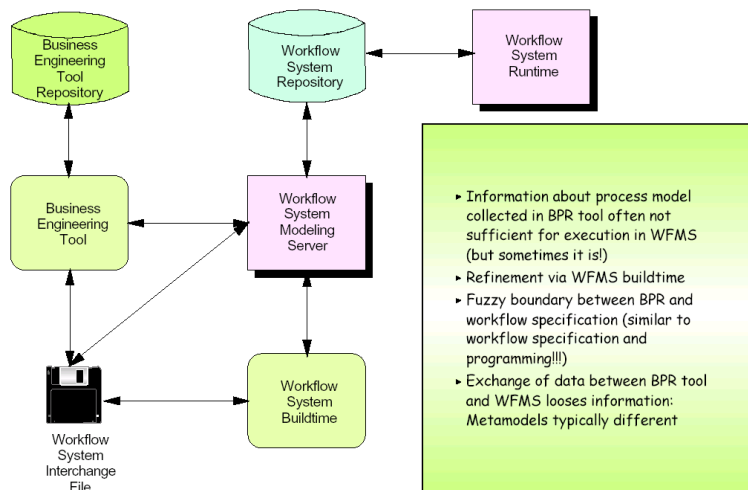 Business
Engineering
Tool
Repository
Workflow
System
Repository
Workflow
System
Runtime
Business
Engineering
Tool
Workflow
System
Modeling
Server
Workflow
System
Interchange
File
Workflow
System
Buildtime
▸ Information about process model
collected in BPR tool often not
sufficient for execution in WFMS
(but sometimes it is!)
▸ Refinement via WFMS buildtime
▸ Fuzzy boundary between BPR and
workflow specification (similar to
workflow specification and
programming!!!)
▸ Exchange of data between BPR tool
and WFMS looses information:
Metamodels typically different